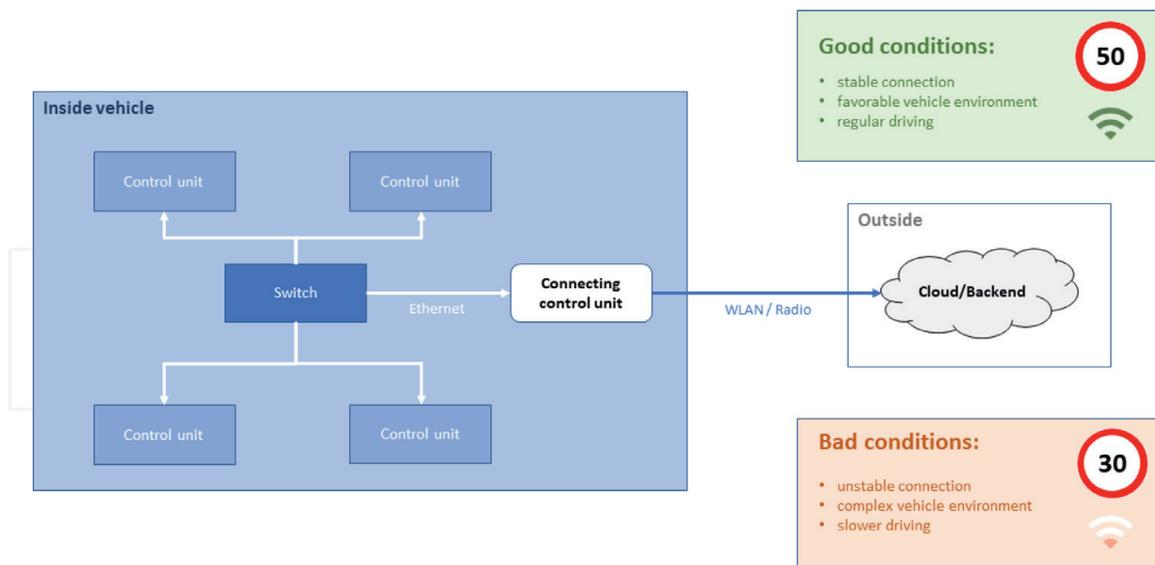 Good conditions:
50
• stable connection
• favorable vehicle environment
• regular driving
Inside vehicle
Control unit
Control unit
Switch
Ethernet
Connecting
control unit
WLAN / Radio
Outside
Cloud/Backend
Control unit
Control unit
Bad conditions:
30
• unstable connection
• complex vehicle environment
• slower driving